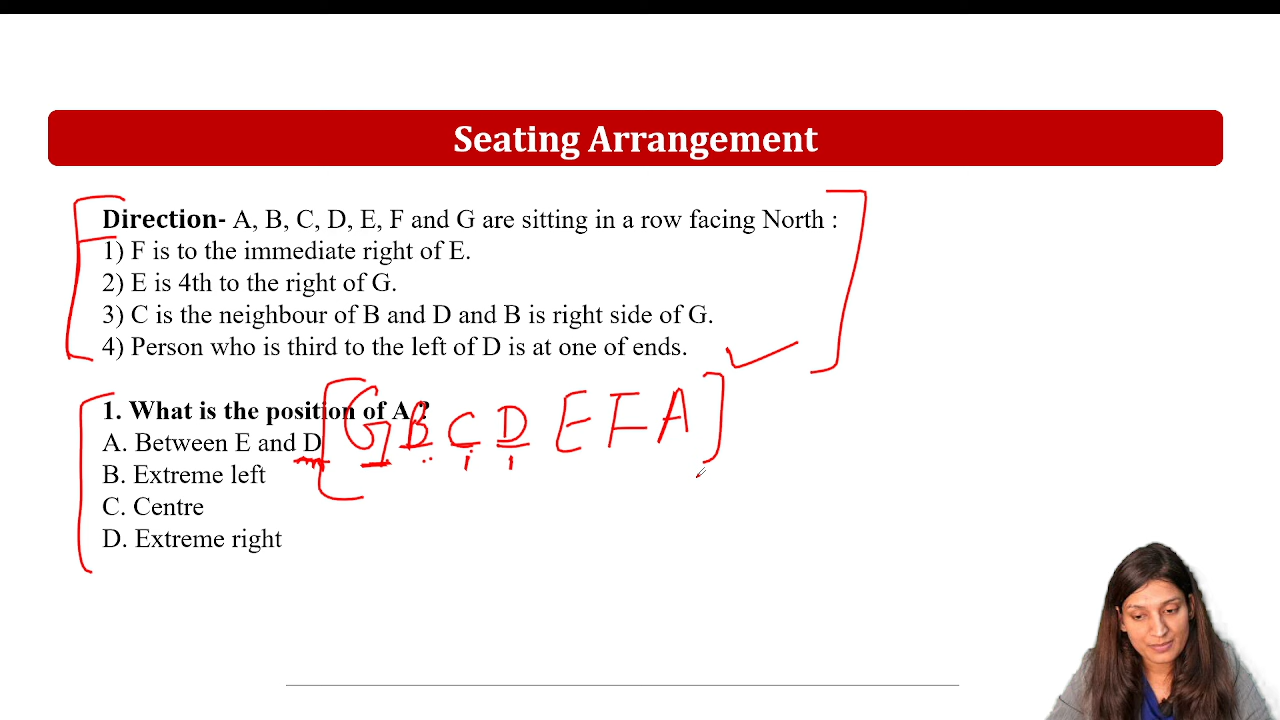 Seating Arrangement
Direction- A, B, C, D, E, F and G are sitting in a row facing North :
1) F is to the immediate right of E.
2) E is 4th to the right of G.
3) C is the neighbour of B and D and B is right side of G.
4) Person who is third to the left of D is at one of ends.
1. What is the position of A ?
G B C D E F A
A. Between E and D
B. Extreme left
C. Centre
D. Extreme right